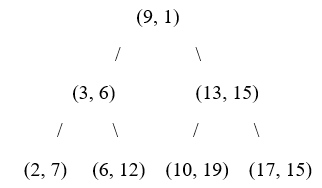 (9, 1)
/ \
(3, 6) (13, 15)
/ \ / \
(2, 7) (6, 12) (10, 19) (17, 15)